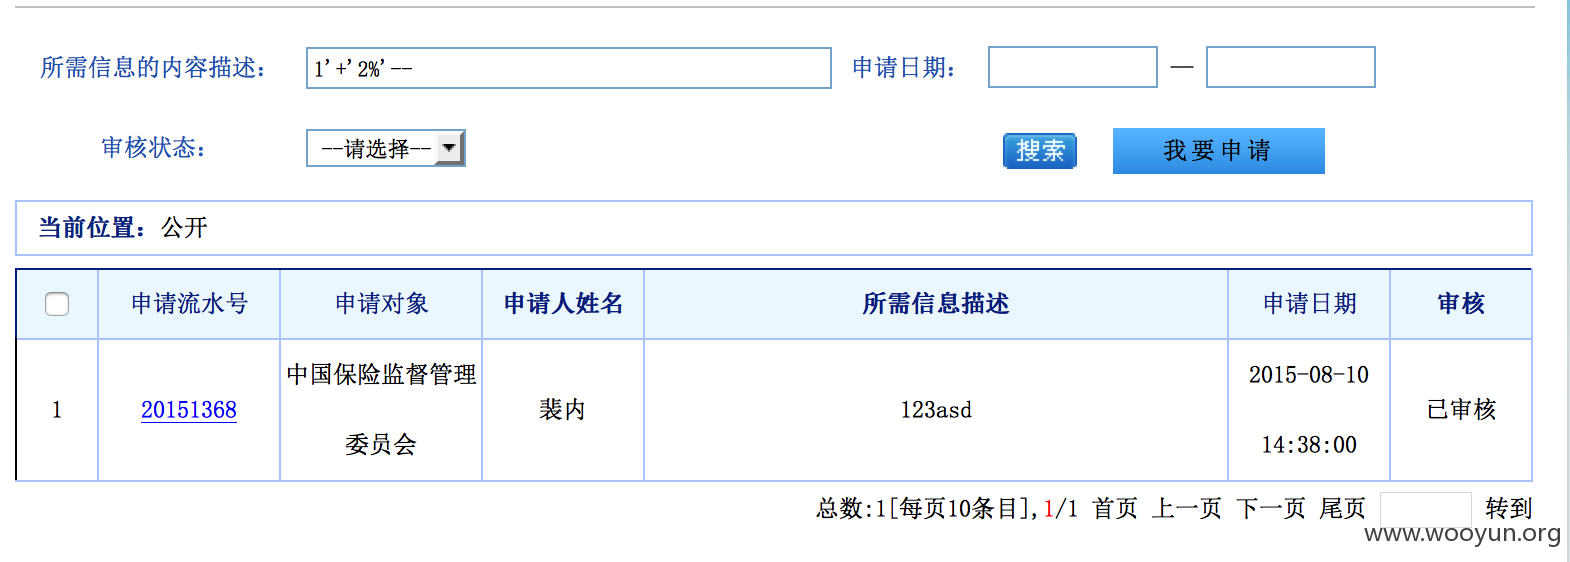 所需信息的内容描述： 1'+'2%'-- 申请日期： —
审核状态： --请选择-- 搜索 我要申请
当前位置：公开
申请流水号 申请对象 申请人姓名 所需信息描述 申请日期 审核
1 20151368 中国保险监督管理委员会 裴内 123asd 2015-08-10 14:38:00 已审核
总数:1[每页10条目],1/1 首页 上一页 下一页 尾页 转到
www.wooyun.org